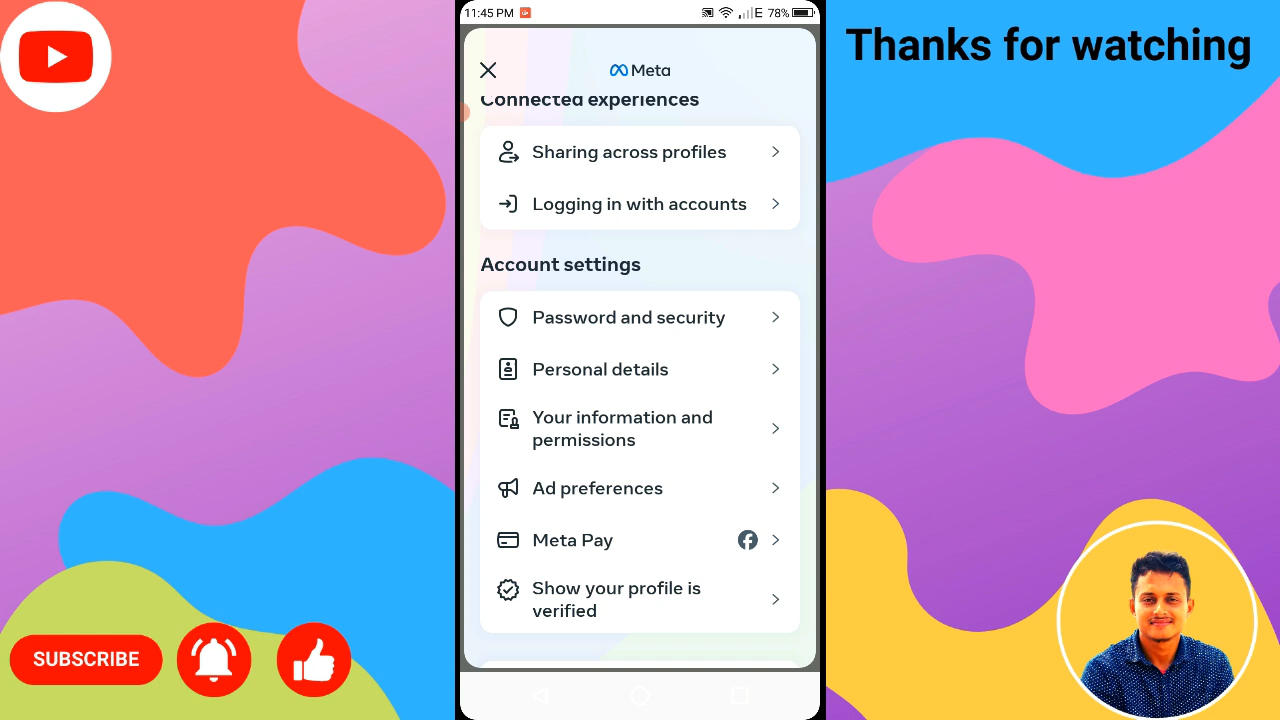 11:45 PM
E 78%
Thanks for watching
Meta
Connected experiences
Sharing across profiles
Logging in with accounts
Account settings
Password and security
Personal details
Your information and
permissions
Ad preferences
Meta Pay
Show your profile is
verified
SUBSCRIBE